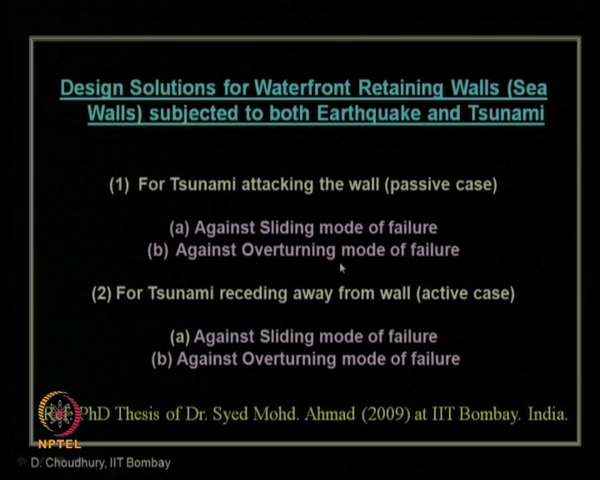 Design Solutions for Waterfront Retaining Walls (Sea
Walls) subjected to both Earthquake and Tsunami
(1) For Tsunami attacking the wall (passive case)
(a) Against Sliding mode of failure
(b) Against Overturning mode of failure
(2) For Tsunami receding away from wall (active case)
(a) Against Sliding mode of failure
(b) Against Overturning mode of failure
PhD Thesis of Dr. Syed Mohd. Ahmad (2009) at IIT Bombay. India.
NPTEL
D. Choudhury, IIT Bombay